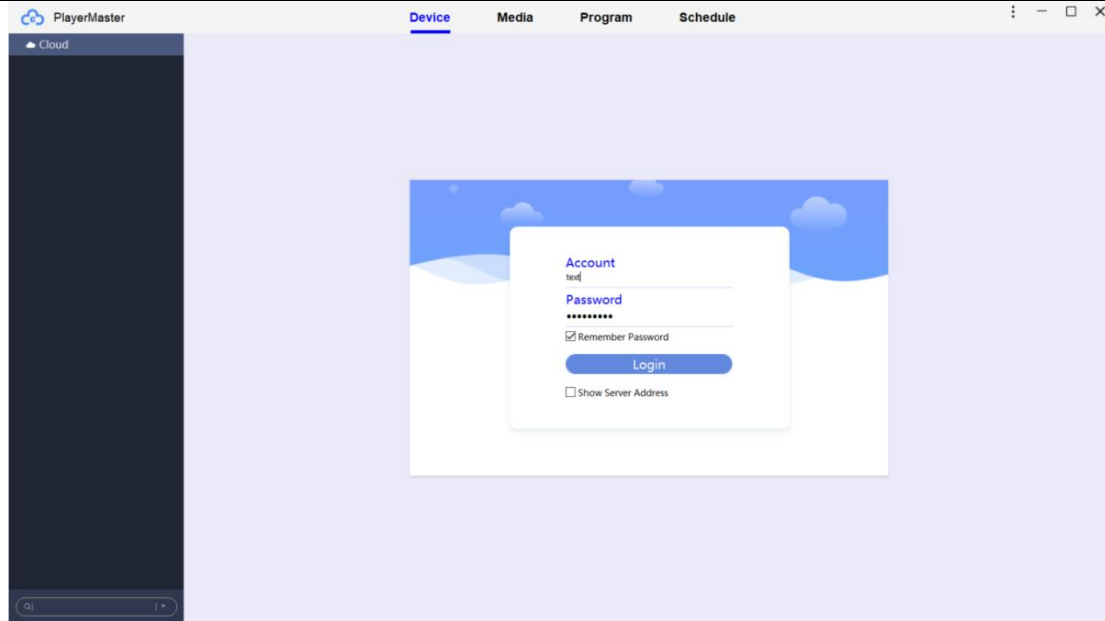 PlayerMaster
Device Media Program Schedule
Cloud
Account
text
Password
•••••••••
Remember Password
Login
Show Server Address